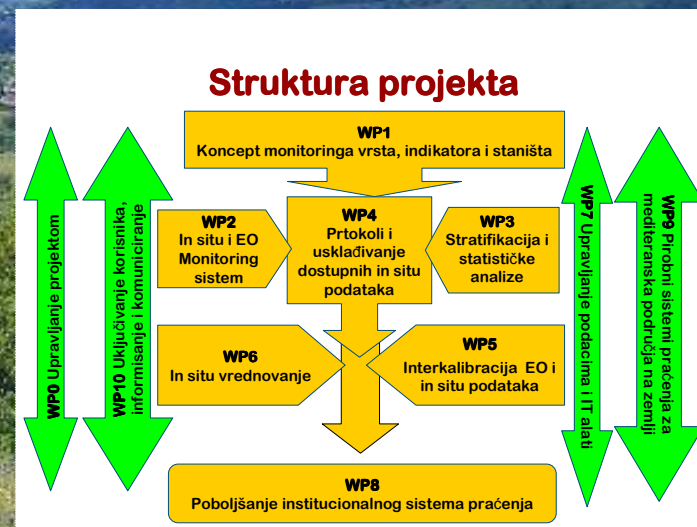 Struktura projekta
WP1
Koncept monitoringa vrsta, indikatora i staništa
WP0 Upravljanje projektom
WP10 Uključivanje korisnika,
informisanje i komuniciranje
WP2
In situ i EO
Monitoring
sistem
WP4
Prtokoli i
usklađivanje
dostupnih in situ
podataka
WP3
Stratifikacija i
statističke
analize
WP6
In situ vrednovanje
WP5
Interkalibracija EO i
in situ podataka
WP7 Upravljanje podacima i IT alati
WP9 Pirobni sistemi praćenja za
mediteranska područja na zemlji
WP8
Poboljšanje institucionalnog sistema praćenja